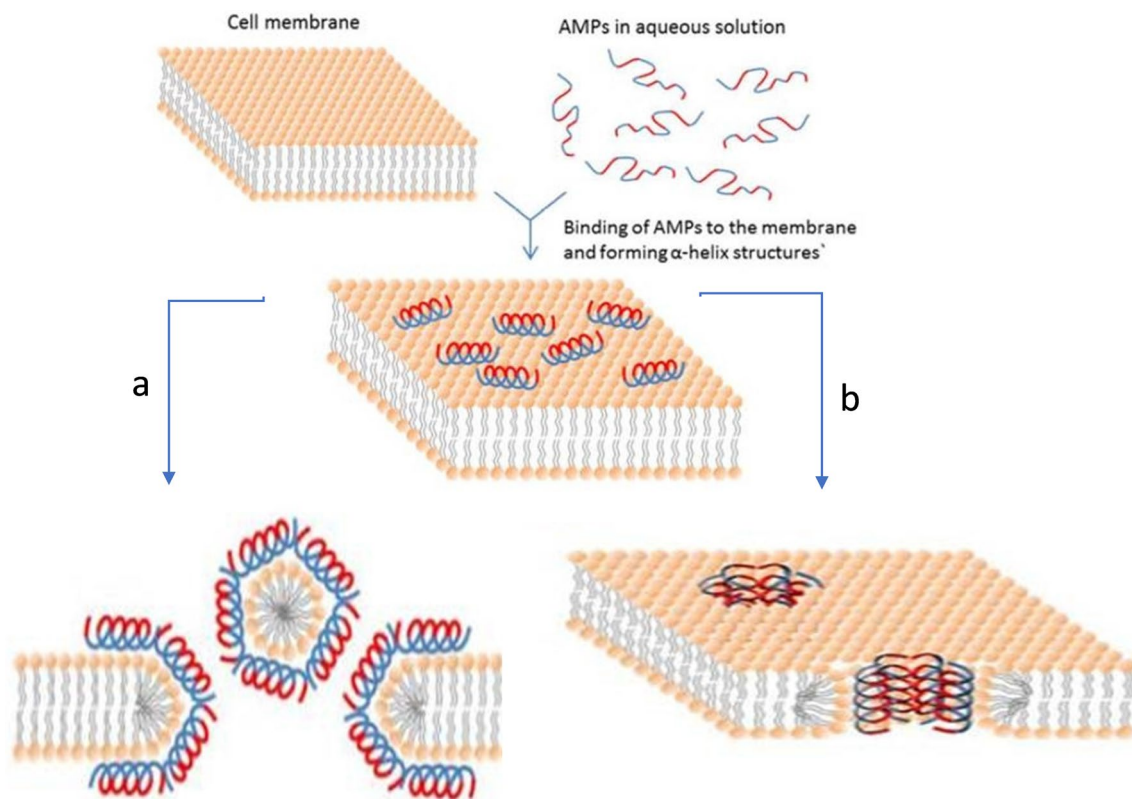 Cell membrane
AMPs in aqueous solution
Binding of AMPs to the membrane
and forming α-helix structures`
a
b